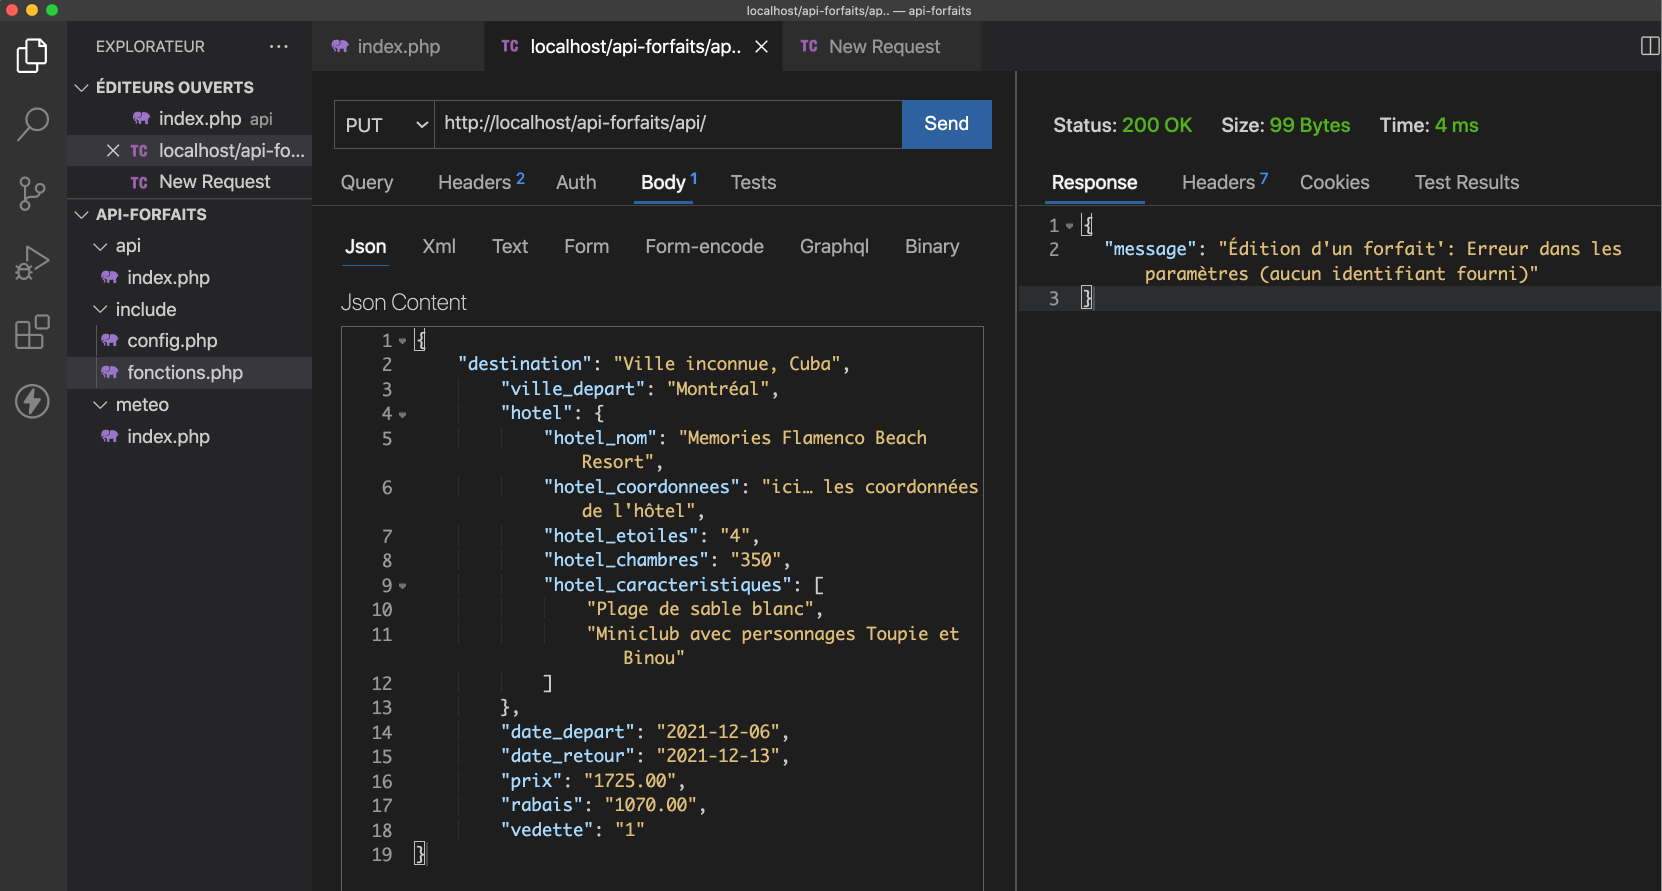 localhost/api-forfaits/ap.. — api-forfaits
EXPLORATEUR ···
ÉDITEURS OUVERTS
index.php api
TC localhost/api-fo...
TC New Request
API-FORFAITS
api
index.php
include
config.php
fonctions.php
meteo
index.php
index.php
TC localhost/api-forfaits/ap..
TC New Request
PUT http://localhost/api-forfaits/api/ Send
Query Headers 2 Auth Body 1 Tests
Json Xml Text Form Form-encode Graphql Binary
Json Content
1 {
2 "destination": "Ville inconnue, Cuba",
3 "ville_depart": "Montréal",
4 "hotel": {
5 "hotel_nom": "Memories Flamenco Beach
Resort",
6 "hotel_coordonnees": "ici… les coordonnées
de l'hôtel",
7 "hotel_etoiles": "4",
8 "hotel_chambres": "350",
9 "hotel_caracteristiques": [
10 "Plage de sable blanc",
11 "Miniclub avec personnages Toupie et
Binou"
12 ]
13 },
14 "date_depart": "2021-12-06",
15 "date_retour": "2021-12-13",
16 "prix": "1725.00",
17 "rabais": "1070.00",
18 "vedette": "1"
19 }
Status: 200 OK Size: 99 Bytes Time: 4 ms
Response Headers 7 Cookies Test Results
1 {
2 "message": "Édition d'un forfait': Erreur dans les
paramètres (aucun identifiant fourni)"
3 }